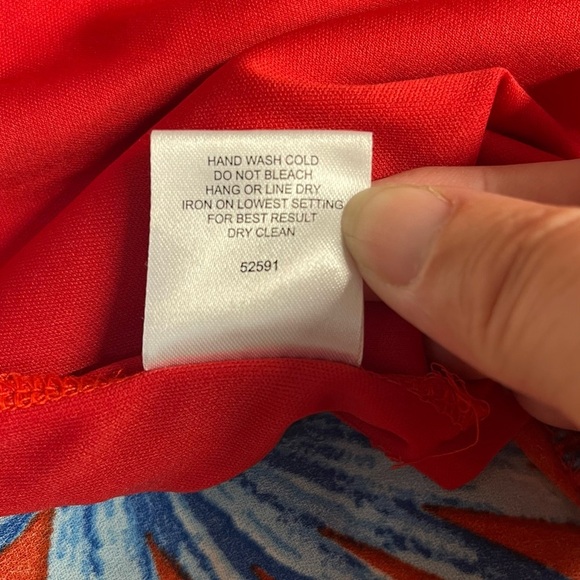 HAND WASH COLD
DO NOT BLEACH
HANG OR LINE DRY
IRON ON LOWEST SETTING
FOR BEST RESULT
DRY CLEAN
52591